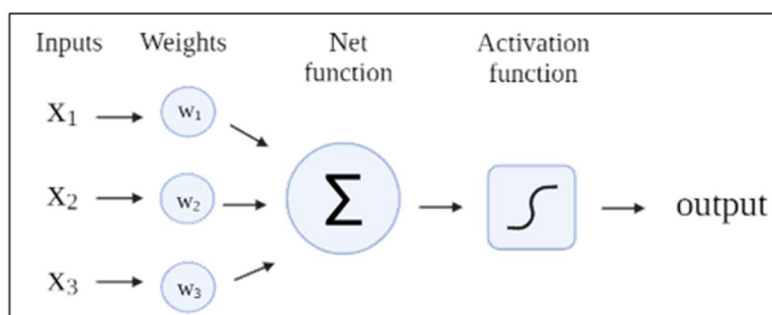 Inputs Weights Net function Activation function
X₁ w₁
X₂ w₂ Σ output
X₃ w₃